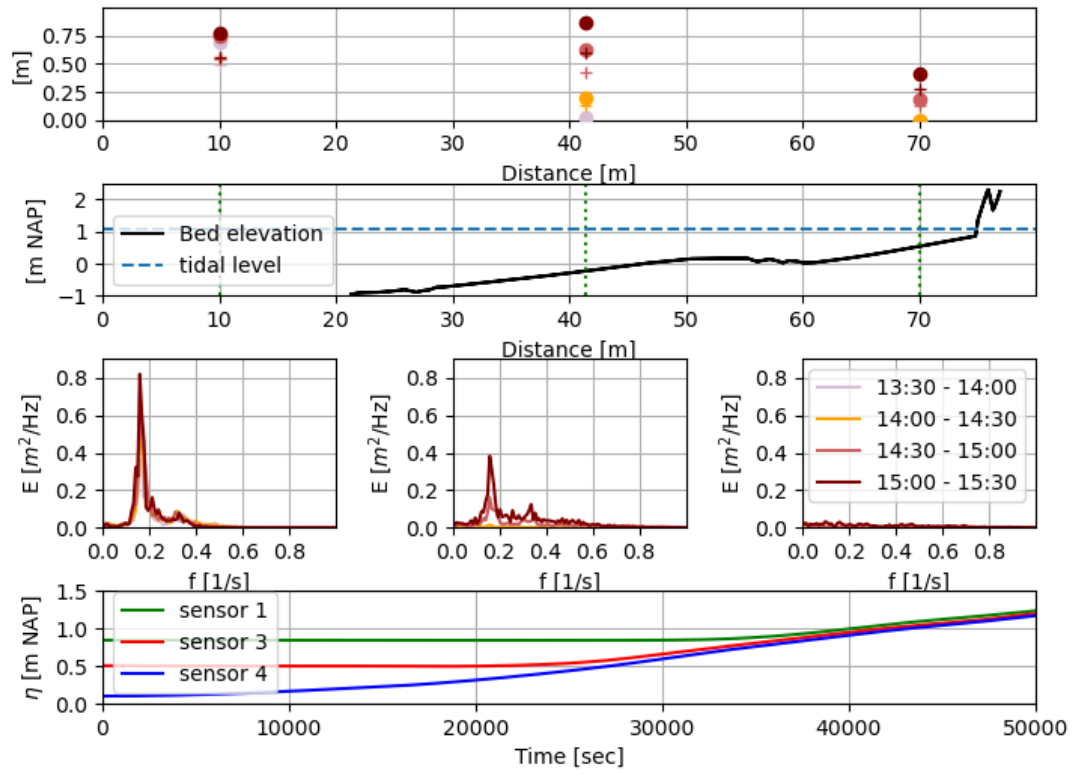 [m]
0.75
0.50
0.25
0.00
0 10 20 30 40 50 60 70
Distance [m]
[m NAP]
2
1
0
−1
Bed elevation
tidal level
0 10 20 30 40 50 60 70
Distance [m]
E [m²/Hz]
0.8
0.6
0.4
0.2
0.0
0.0 0.2 0.4 0.6 0.8
f [1/s]
E [m²/Hz]
0.8
0.6
0.4
0.2
0.0
0.0 0.2 0.4 0.6 0.8
f [1/s]
E [m²/Hz]
0.8
0.6
0.4
0.2
0.0
13:30 - 14:00
14:00 - 14:30
14:30 - 15:00
15:00 - 15:30
0.0 0.2 0.4 0.6 0.8
f [1/s]
η [m NAP]
1.5
1.0
0.5
0.0
sensor 1
sensor 3
sensor 4
0 10000 20000 30000 40000 50000
Time [sec]